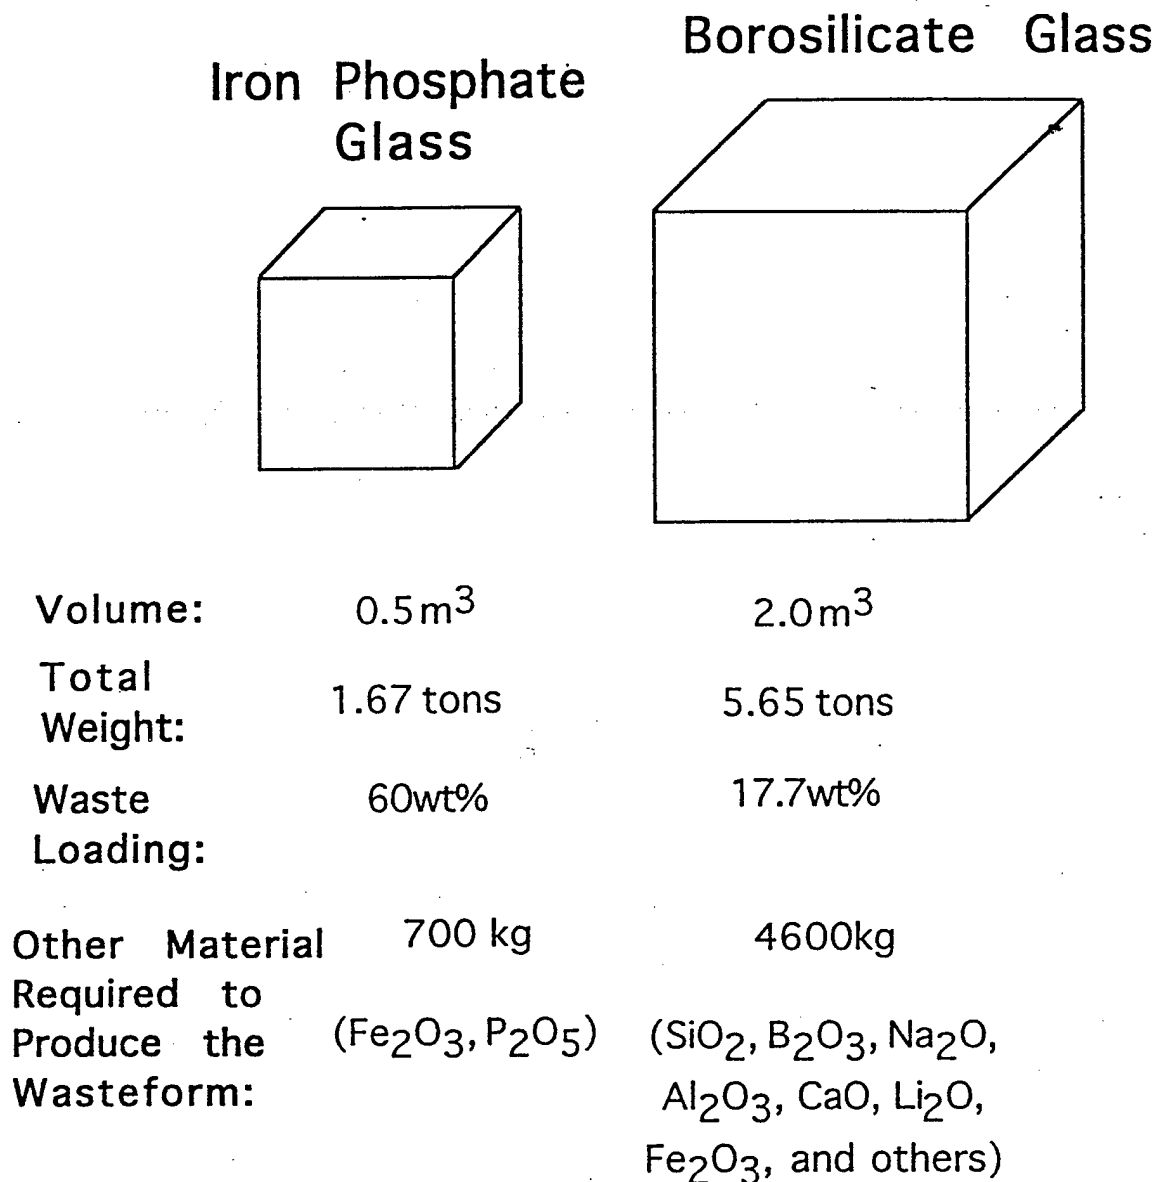 Borosilicate Glass
Iron Phosphate
Glass
Volume: 0.5m³ 2.0m³
Total
Weight: 1.67 tons 5.65 tons
Waste
Loading: 60wt% 17.7wt%
Other Material 700 kg 4600kg
Required to
Produce the (Fe₂O₃, P₂O₅) (SiO₂, B₂O₃, Na₂O,
Wasteform: Al₂O₃, CaO, Li₂O,
Fe₂O₃, and others)